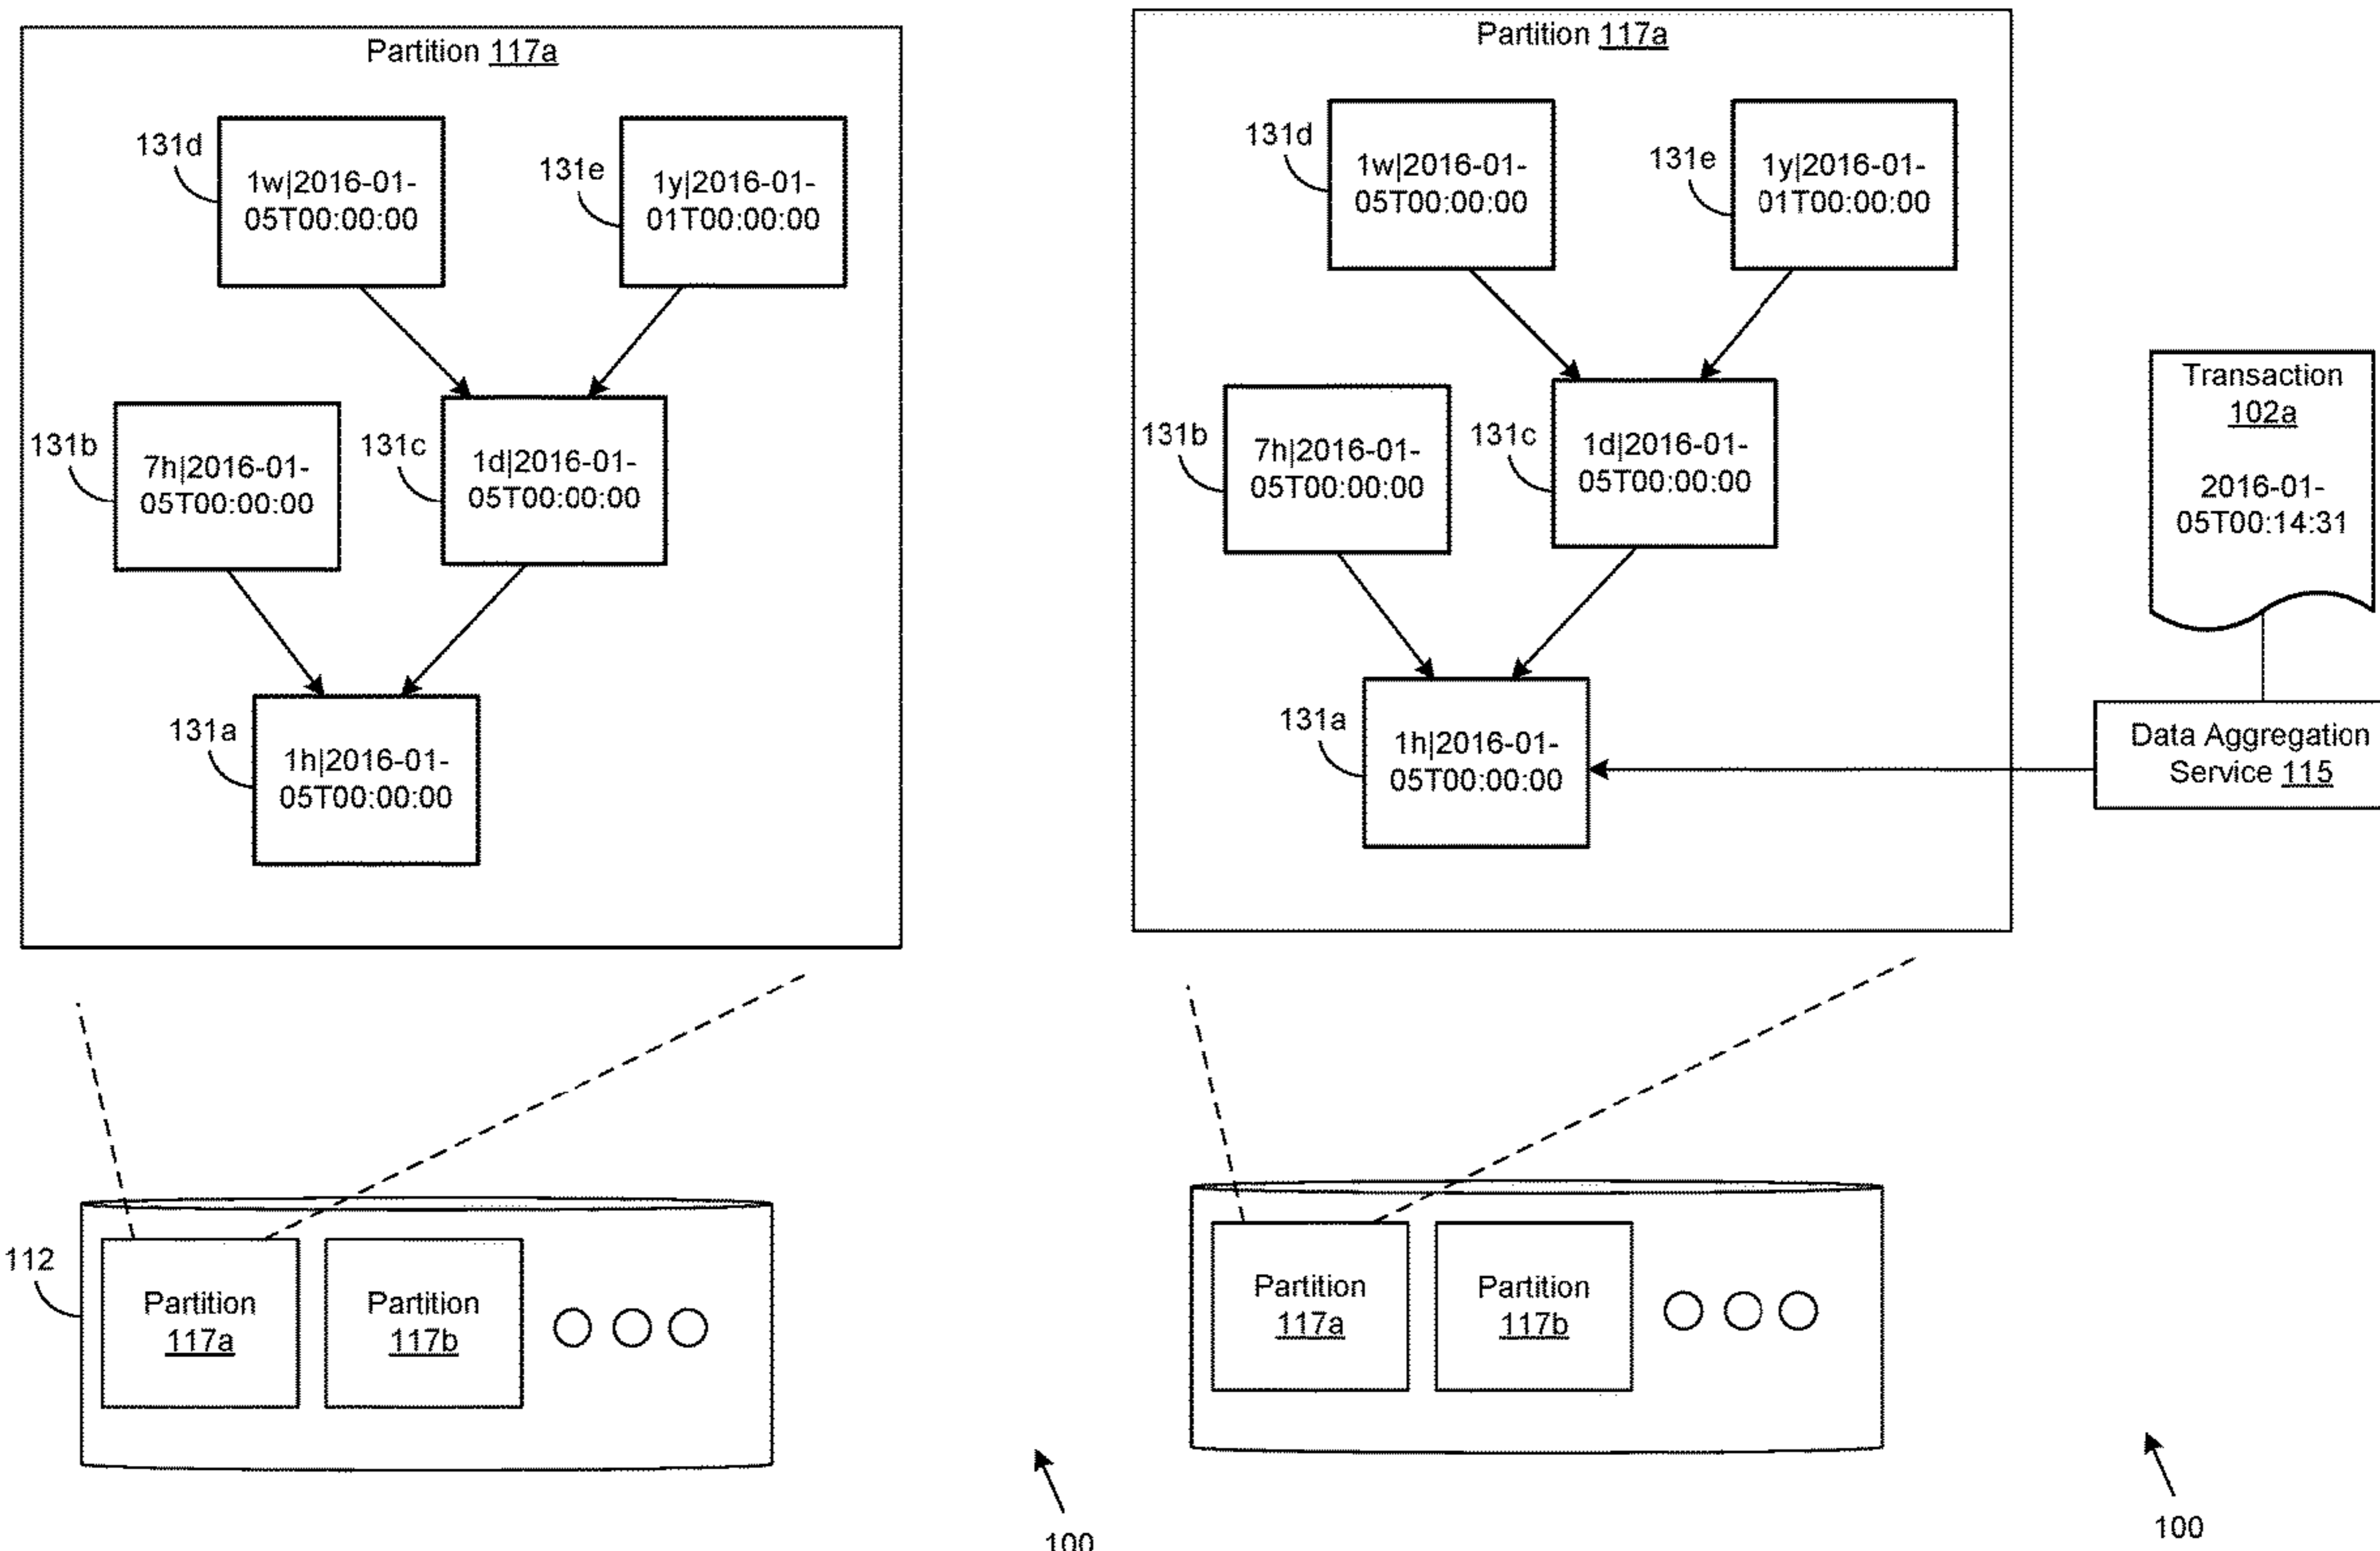 Partition 117a
131d
1w|2016-01-
05T00:00:00
131e
1y|2016-01-
01T00:00:00
131b
7h|2016-01-
05T00:00:00
131c
1d|2016-01-
05T00:00:00
131a
1h|2016-01-
05T00:00:00
112
Partition
117a
Partition
117b
100
Partition 117a
131d
1w|2016-01-
05T00:00:00
131e
1y|2016-01-
01T00:00:00
131b
7h|2016-01-
05T00:00:00
131c
1d|2016-01-
05T00:00:00
131a
1h|2016-01-
05T00:00:00
Transaction
102a
2016-01-
05T00:14:31
Data Aggregation
Service 115
Partition
117a
Partition
117b
100